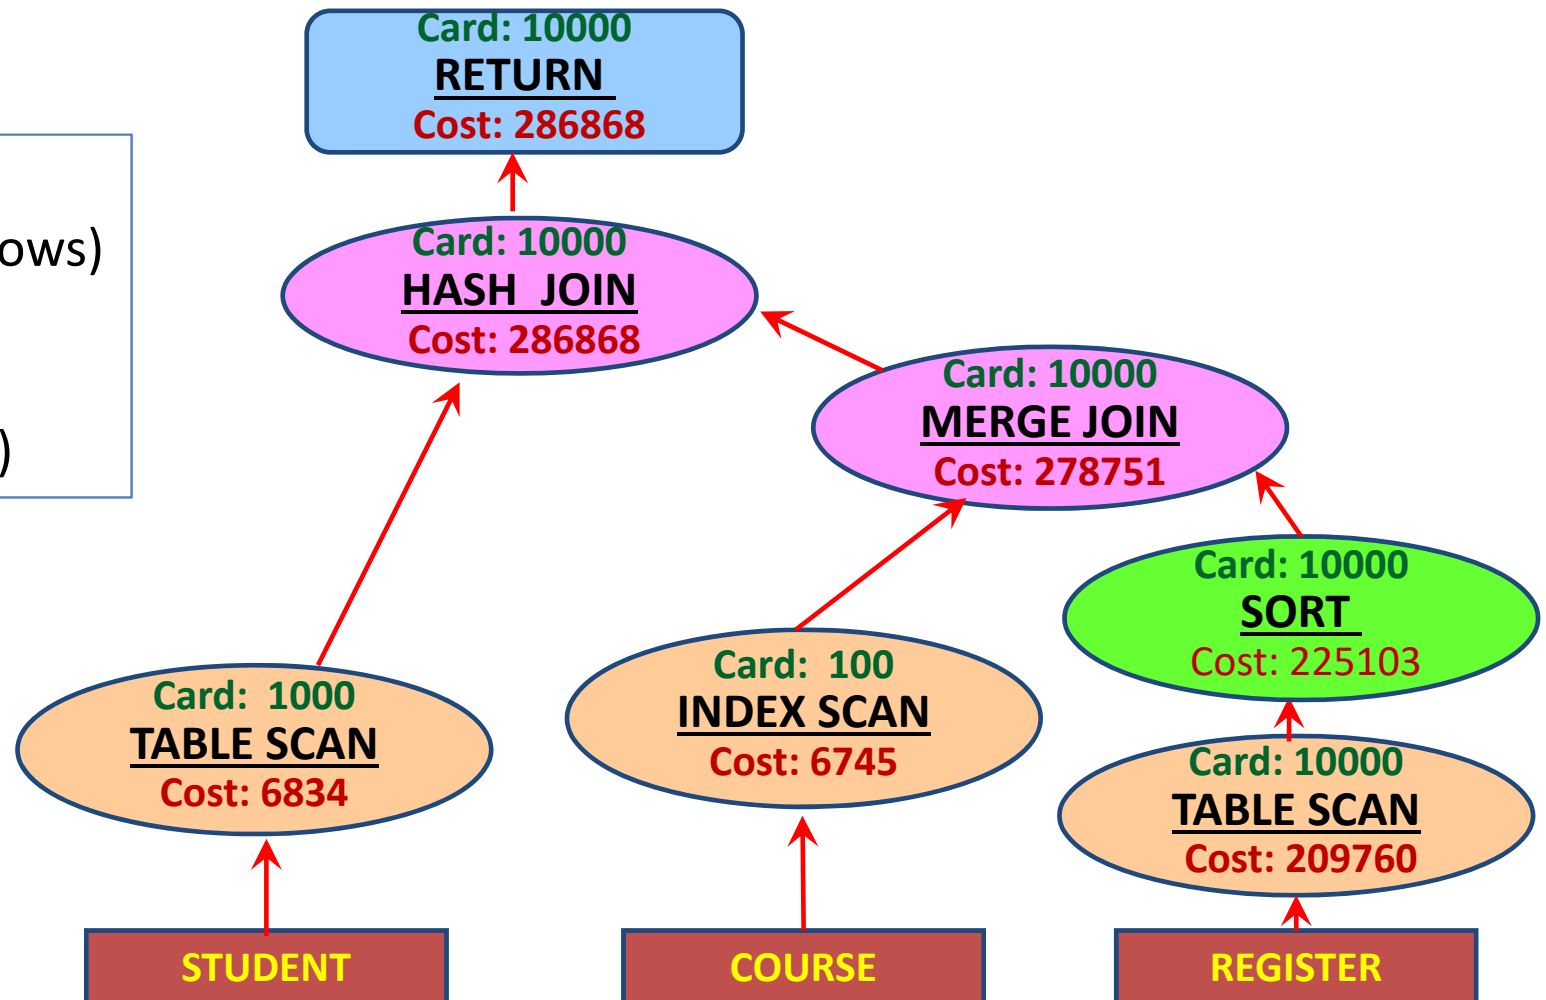 Card: 10000
RETURN
Cost: 286868
ows)
)
Card: 10000
HASH JOIN
Cost: 286868
Card: 10000
MERGE JOIN
Cost: 278751
Card: 10000
SORT
Cost: 225103
Card: 1000
TABLE SCAN
Cost: 6834
Card: 100
INDEX SCAN
Cost: 6745
Card: 10000
TABLE SCAN
Cost: 209760
STUDENT
COURSE
REGISTER